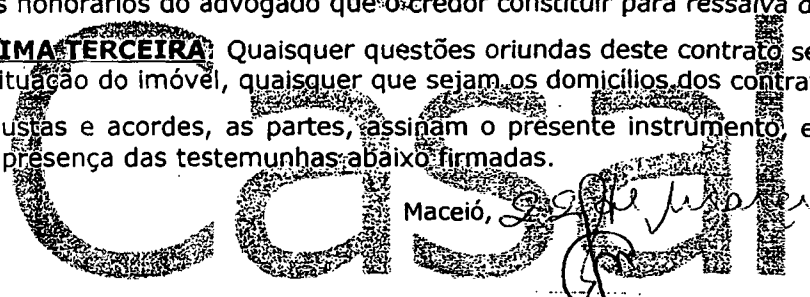 s honorários do advogado que o credor constituir para ressalva d
IMA TERCEIRA: Quaisquer questões oriundas deste contrato se
ituação do imóvel, quaisquer que sejam os domicílios dos contra
ustas e acordes, as partes, assinam o presente instrumento, e
presença das testemunhas abaixo firmadas.
Maceió,
Casal